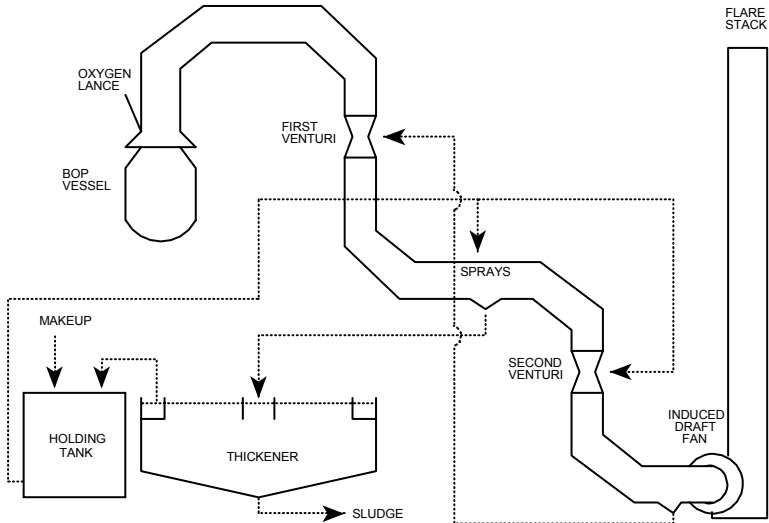 FLARE
STACK
OXYGEN
LANCE
FIRST
VENTURI
BOP
VESSEL
SPRAYS
MAKEUP
SECOND
VENTURI
INDUCED
DRAFT
FAN
HOLDING
TANK
THICKENER
SLUDGE